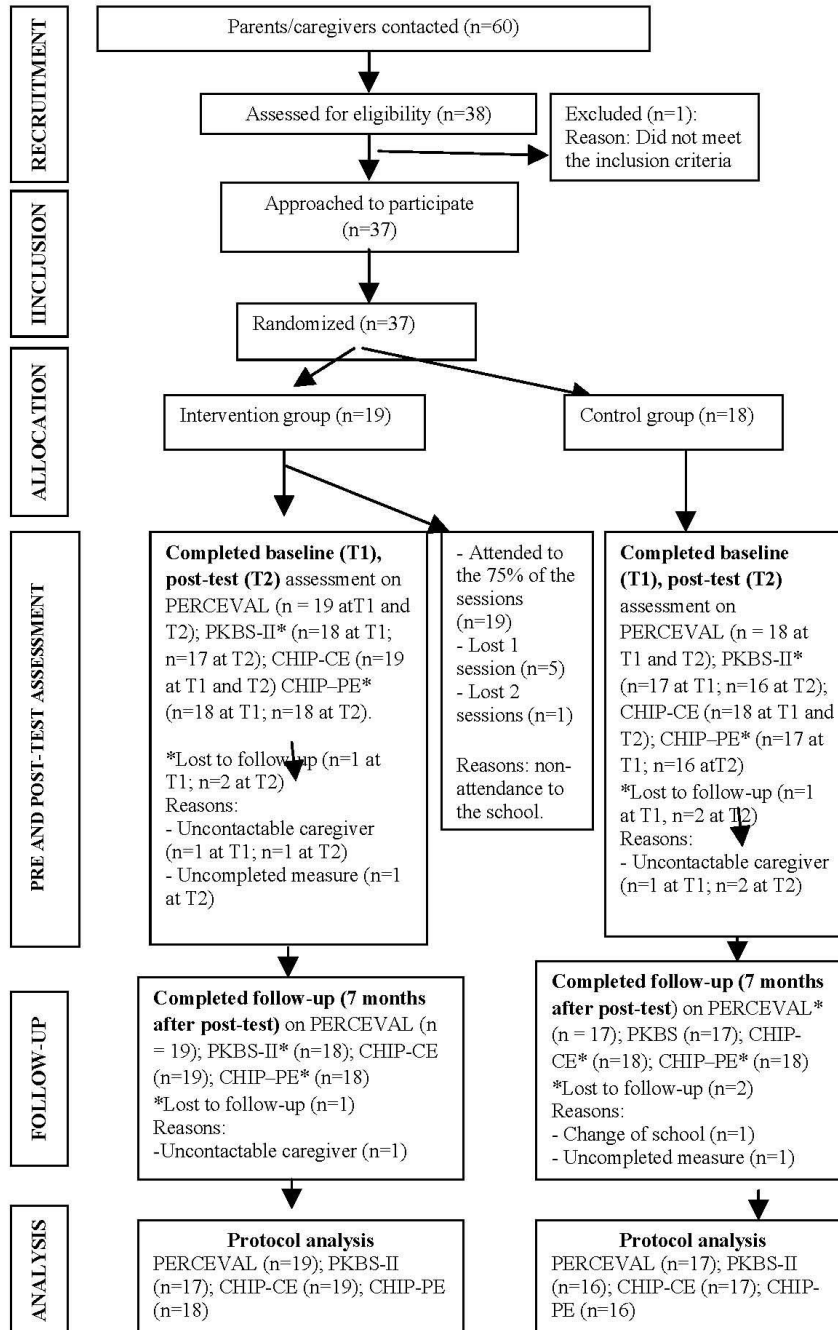 RECRUITMENT
Parents/caregivers contacted (n=60)
Assessed for eligibility (n=38)
Excluded (n=1):
Reason: Did not meet
the inclusion criteria
IINCLUSION
Approached to participate
(n=37)
Randomized (n=37)
ALLOCATION
Intervention group (n=19)
Control group (n=18)
PRE AND POST-TEST ASSESSMENT
Completed baseline (T1),
post-test (T2) assessment on
PERCEVAL (n = 19 atT1 and
T2); PKBS-II* (n=18 at T1;
n=17 at T2); CHIP-CE (n=19
at T1 and T2) CHIP–PE*
(n=18 at T1; n=18 at T2).
*Lost to follow-up (n=1 at
T1; n=2 at T2)
Reasons:
- Uncontactable caregiver
(n=1 at T1; n=1 at T2)
- Uncompleted measure (n=1
at T2)
- Attended to
the 75% of the
sessions
(n=19)
- Lost 1
session (n=5)
- Lost 2
sessions (n=1)
Reasons: non-
attendance to
the school.
Completed baseline
(T1), post-test (T2)
assessment on
PERCEVAL (n = 18 at
T1 and T2); PKBS-II*
(n=17 at T1; n=16 at T2);
CHIP-CE (n=18 at T1 and
T2); CHIP–PE* (n=17 at
T1; n=16 atT2)
*Lost to follow-up (n=1
at T1, n=2 at T2)
Reasons:
- Uncontactable caregiver
(n=1 at T1; n=2 at T2)
FOLLOW-UP
Completed follow-up (7 months
after post-test) on PERCEVAL (n
= 19); PKBS-II* (18); CHIP-CE
(19); CHIP–PE* (n=18)
*Lost to follow-up (n=1)
Reasons:
-Uncontactable caregiver (n=1)
Completed follow-up (7 months
after post-test) on PERCEVAL*
(n = 17); PKBS (n=17); CHIP-
CE* (n=18); CHIP–PE* (n=18)
*Lost to follow-up (n=2)
Reasons:
- Change of school (n=1)
- Uncompleted measure (n=1)
ANALYSIS
Protocol analysis
PERCEVAL (n=19); PKBS-II
(n=17); CHIP-CE (n=19); CHIP-PE
(n=18)
Protocol analysis
PERCEVAL (n=17); PKBS-II
(n=16); CHIP-CE (n=17); CHIP-
PE (n=16)